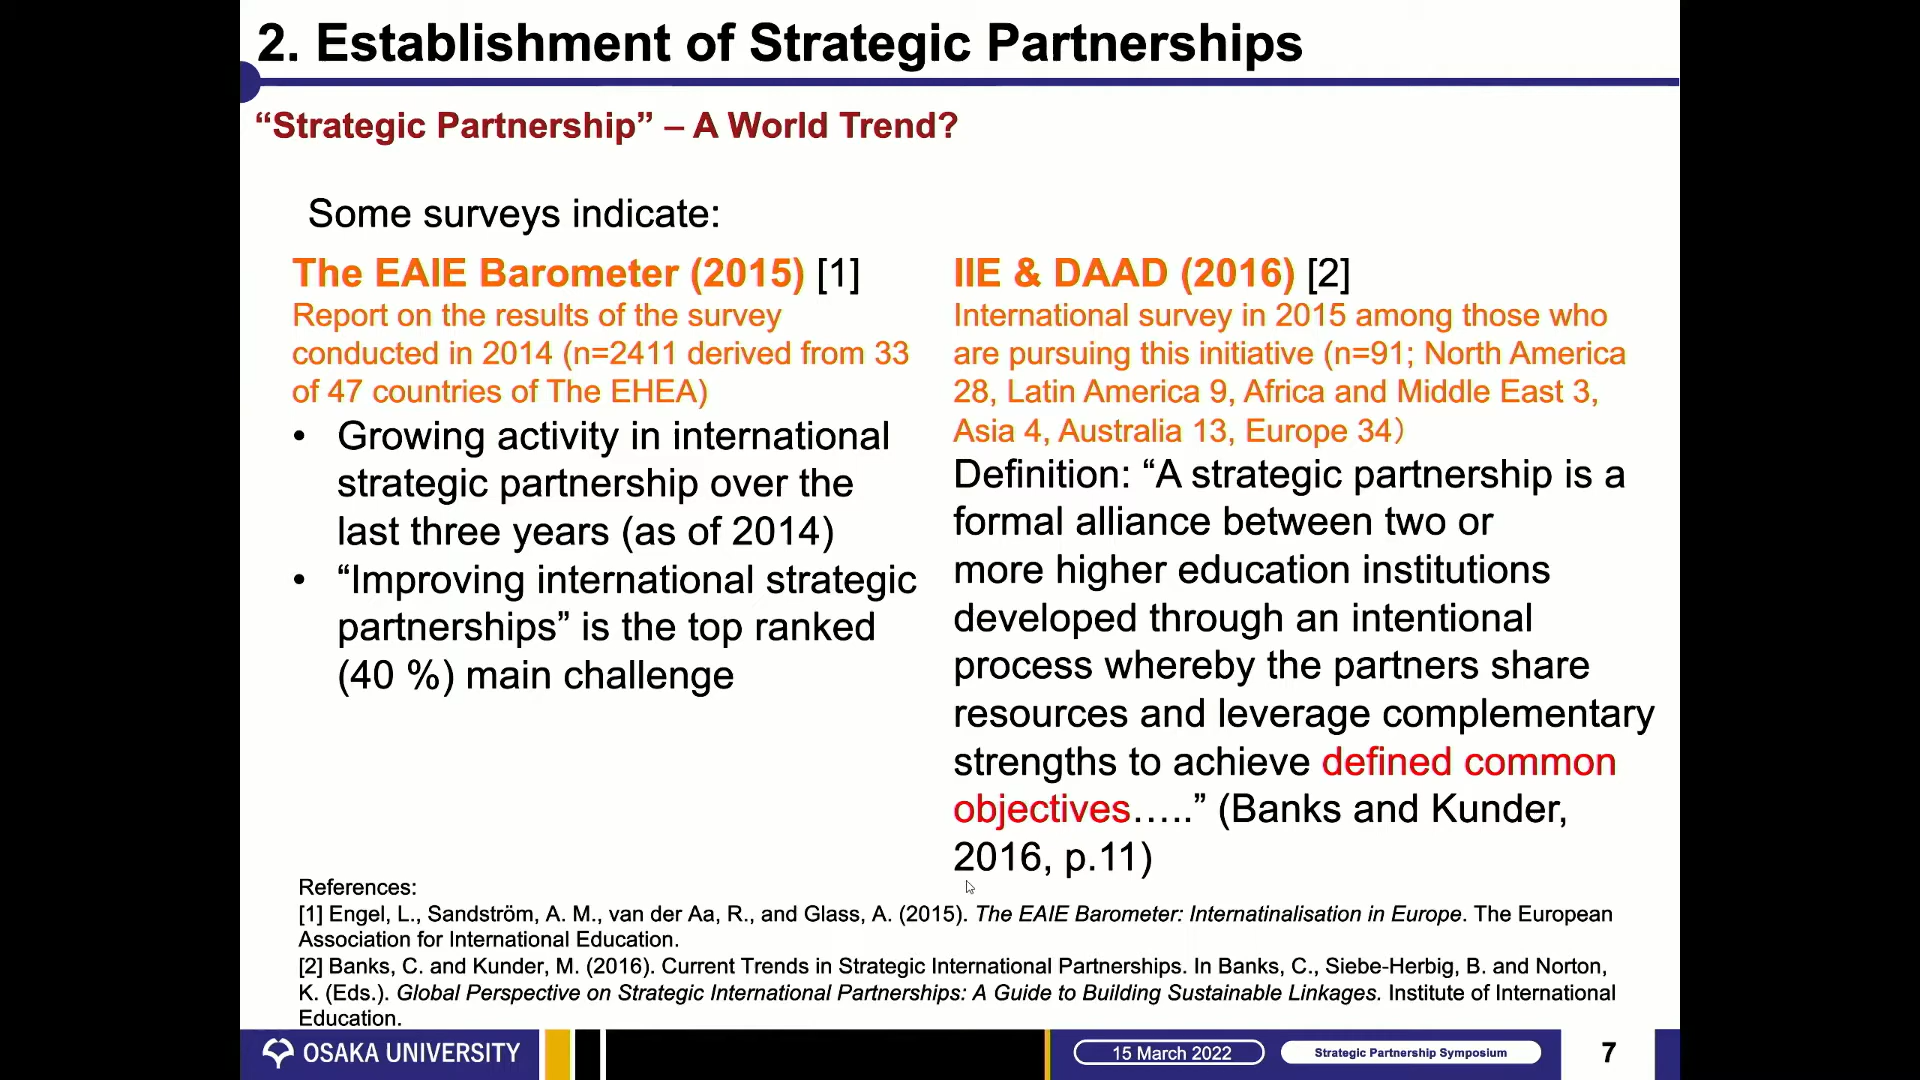 2. Establishment of Strategic Partnerships
“Strategic Partnership” – A World Trend?
Some surveys indicate:
The EAIE Barometer (2015) [1]
Report on the results of the survey
conducted in 2014 (n=2411 derived from 33
of 47 countries of The EHEA)
• Growing activity in international
strategic partnership over the
last three years (as of 2014)
• “Improving international strategic
partnerships” is the top ranked
(40 %) main challenge
IIE & DAAD (2016) [2]
International survey in 2015 among those who
are pursuing this initiative (n=91; North America
28, Latin America 9, Africa and Middle East 3,
Asia 4, Australia 13, Europe 34）
Definition: “A strategic partnership is a
formal alliance between two or
more higher education institutions
developed through an intentional
process whereby the partners share
resources and leverage complementary
strengths to achieve defined common
objectives…..” (Banks and Kunder,
2016, p.11)
References:
[1] Engel, L., Sandström, A. M., van der Aa, R., and Glass, A. (2015). The EAIE Barometer: Internatinalisation in Europe. The European
Association for International Education.
[2] Banks, C. and Kunder, M. (2016). Current Trends in Strategic International Partnerships. In Banks, C., Siebe-Herbig, B. and Norton,
K. (Eds.). Global Perspective on Strategic International Partnerships: A Guide to Building Sustainable Linkages. Institute of International
Education.
OSAKA UNIVERSITY
15 March 2022
Strategic Partnership Symposium
7